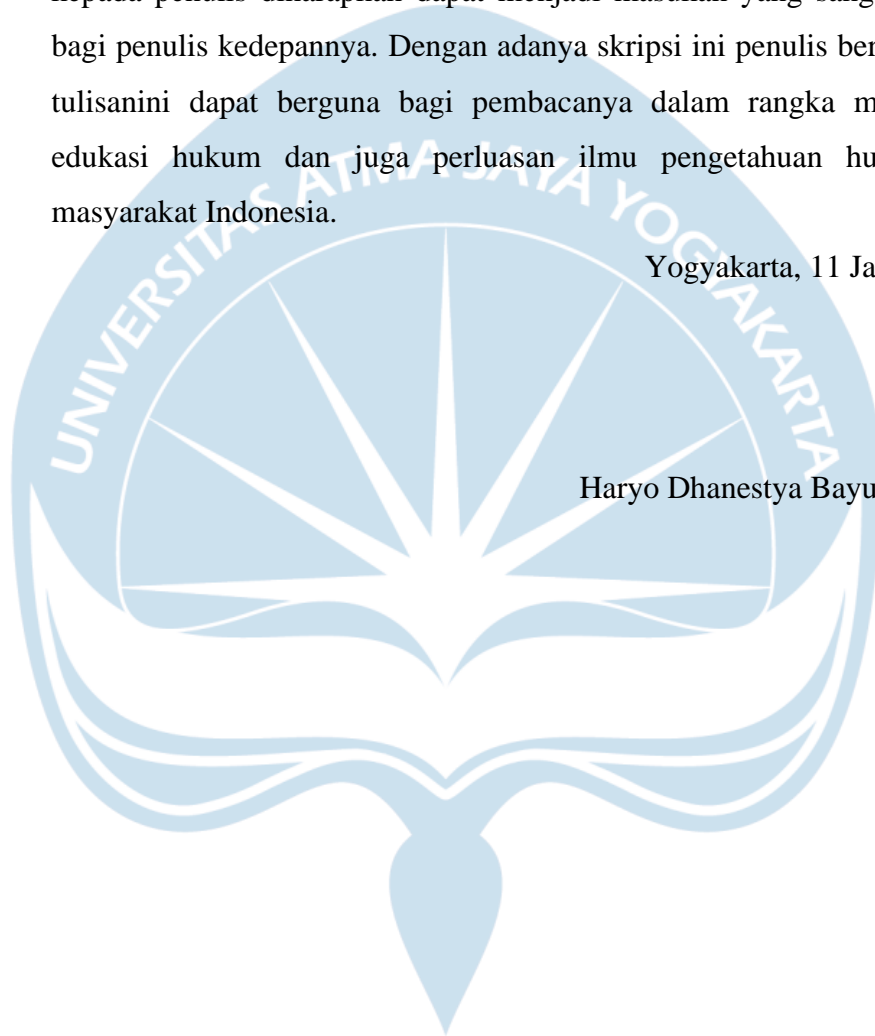 kepada penulis diharapkan dapat menjadi masukan yang sang
bagi penulis kedepannya. Dengan adanya skripsi ini penulis ber
tulisanini dapat berguna bagi pembacanya dalam rangka m
edukasi hukum dan juga perluasan ilmu pengetahuan hu
masyarakat Indonesia.
Yogyakarta, 11 Ja
Haryo Dhanestya Bayu
UNIVERSITAS ATMA JAYA YOGYAKARTA